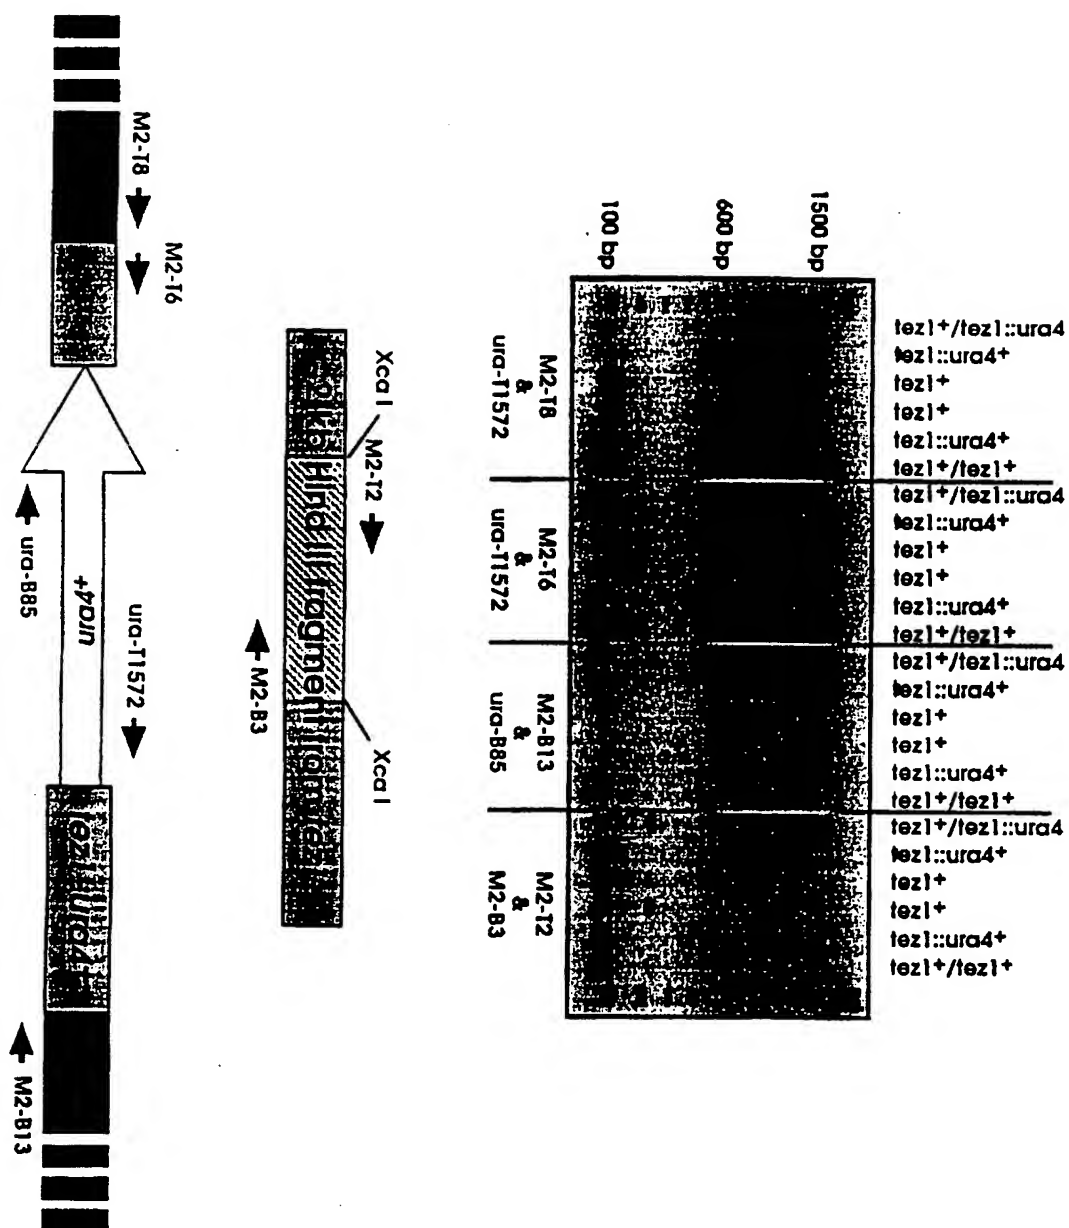 tez1+/tez1::ura4
tez1::ura4+
tez1+
tez1+
tez1::ura4+
tez1+/tez1+
tez1+/tez1::ura4
tez1::ura4+
tez1+
tez1+
tez1::ura4+
tez1+/tez1+
tez1+/tez1::ura4
tez1::ura4+
tez1+
tez1+
tez1::ura4+
tez1+/tez1+
tez1+/tez1::ura4
tez1::ura4+
tez1+
tez1+
tez1::ura4+
tez1+/tez1+
1500 bp
600 bp
100 bp
M2-T8
&
ura-T1572
M2-T6
&
ura-T1572
M2-B13
&
ura-B85
M2-T2
&
M2-B3
Xca I
M2-T2
Xca I
kb Hind fragment from
M2-B3
M2-T8
M2-T6
ura-T1572
ura4+
tez1::ura4+
ura-B85
M2-B13